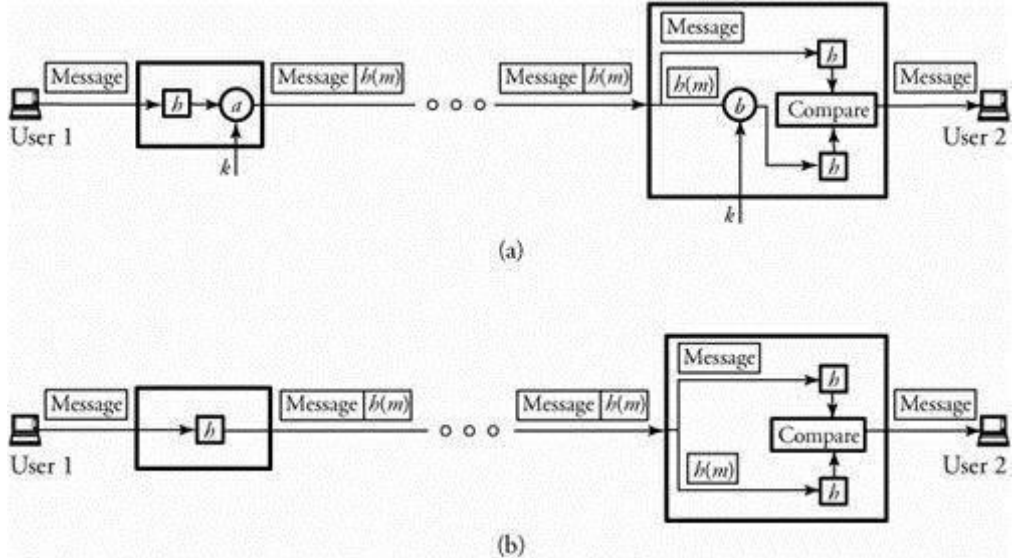 Message
Message h(m)
Message h(m)
Message
h
Message
h
a
h(m)
b
Compare
User 1
User 2
k
h
k
(a)
Message
Message h(m)
Message h(m)
Message
h
Message
h
Compare
User 1
h(m)
h
User 2
(b)